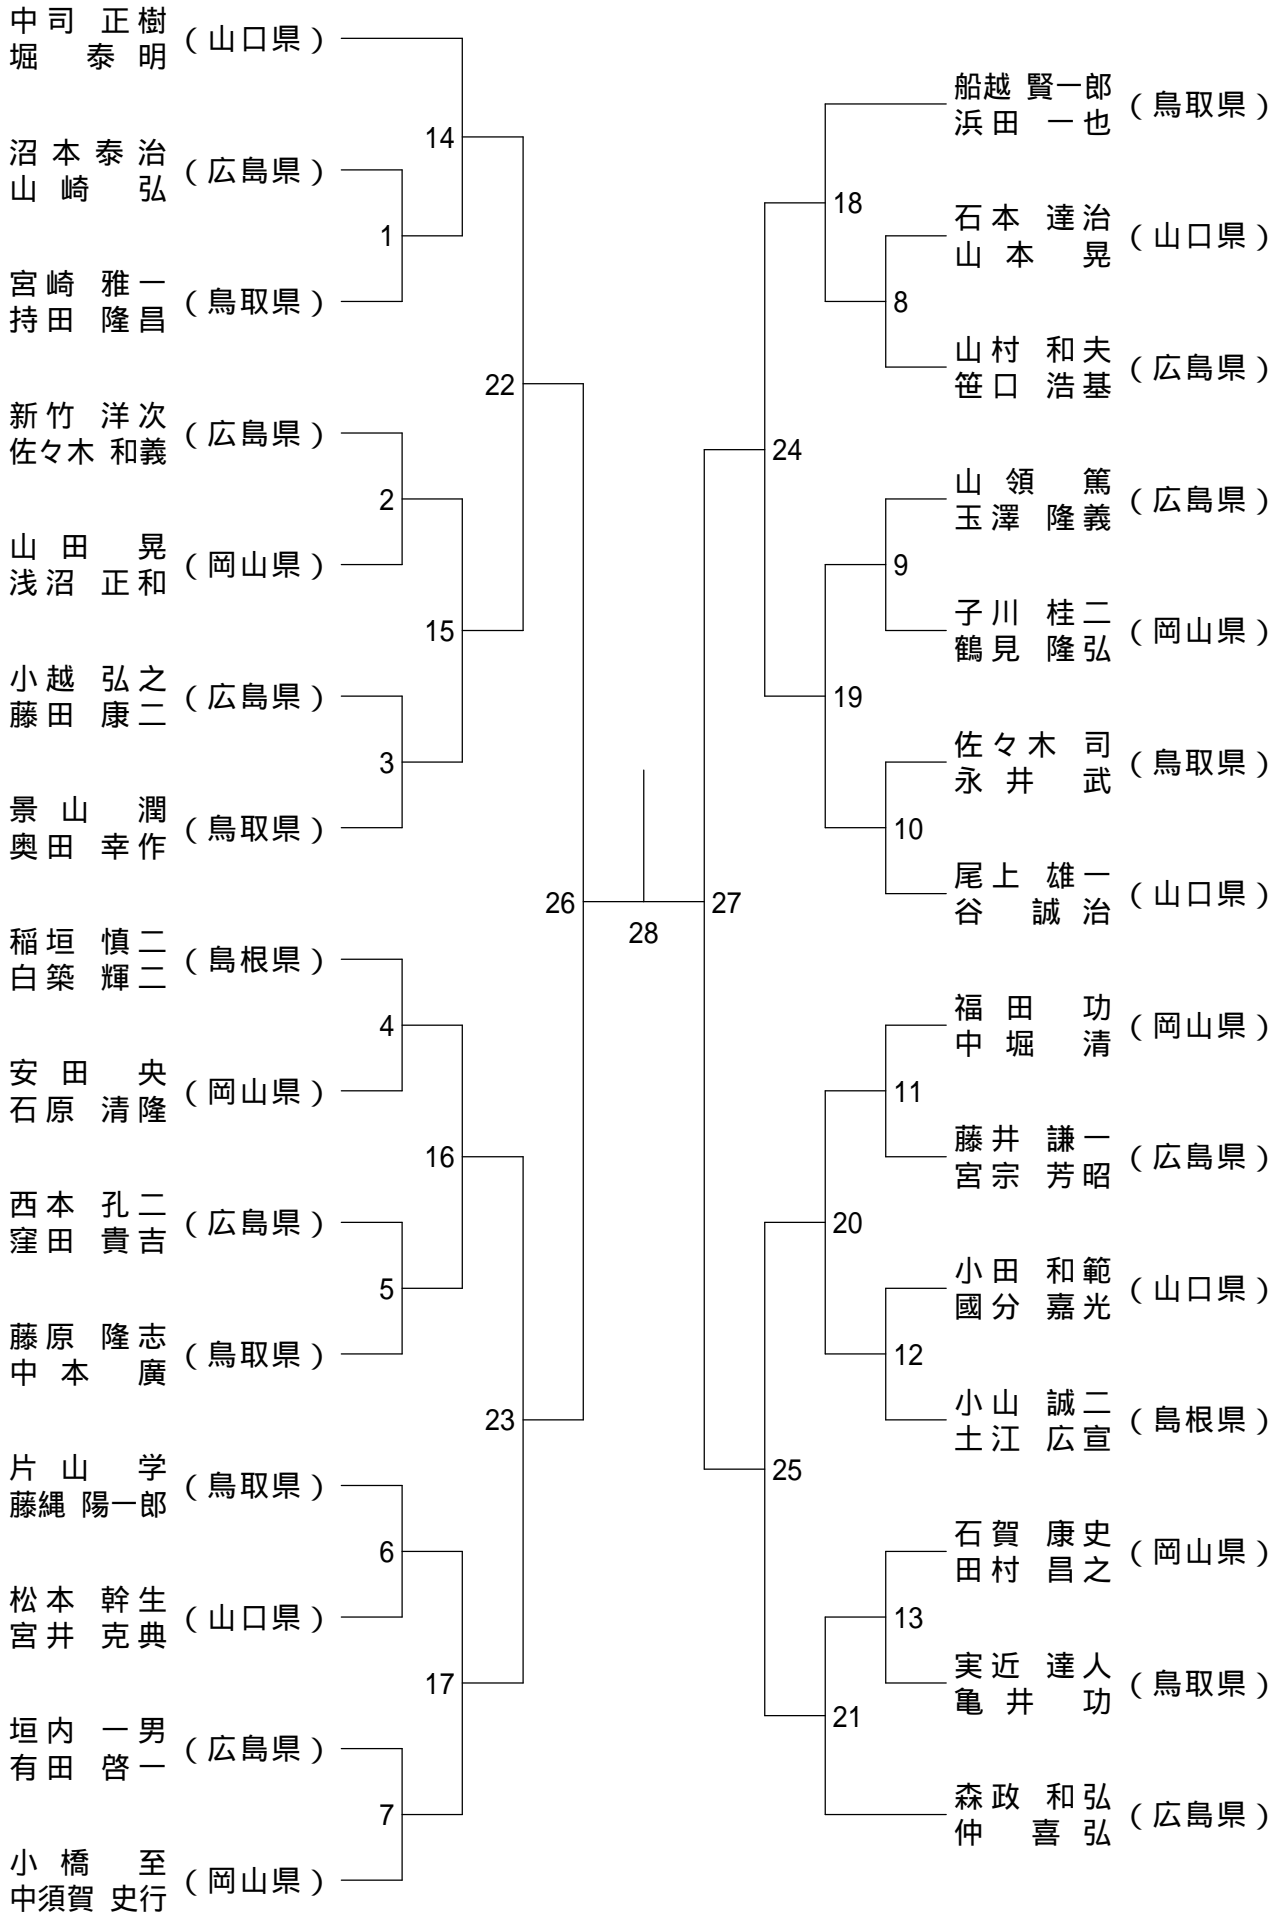 中司 正樹
堀 泰明
(山口県)
沼本泰治
山崎 弘
(広島県)
宮崎 雅一
持田 隆昌
(鳥取県)
新竹 洋次
佐々木 和義
(広島県)
山田 晃
浅沼 正和
(岡山県)
小越 弘之
藤田 康二
(広島県)
景山 潤
奥田 幸作
(鳥取県)
稲垣 慎二
白築 輝二
(島根県)
安田 央
石原 清隆
(岡山県)
西本 孔二
窪田 貴吉
(広島県)
藤原 隆志
中本 廣
(鳥取県)
片山 学
藤縄 陽一郎
(鳥取県)
松本 幹生
宮井 克典
(山口県)
垣内 一男
有田 啓一
(広島県)
小橋 至
中須賀 史行
(岡山県)
1
2
3
4
5
6
7
14
15
16
17
22
23
26
28
27
24
25
18
19
20
21
8
9
10
11
12
13
船越 賢一郎
浜田 一也
(鳥取県)
石本 達治
山本 晃
(山口県)
山村 和夫
笹口 浩基
(広島県)
山領 篤
玉澤 隆義
(広島県)
子川 桂二
鶴見 隆弘
(岡山県)
佐々木 司
永井 武
(鳥取県)
尾上 雄一
谷 誠治
(山口県)
福田 功
中堀 清
(岡山県)
藤井 謙一
宮宗 芳昭
(広島県)
小田 和範
國分 嘉光
(山口県)
小山 誠二
土江 広宣
(島根県)
石賀 康史
田村 昌之
(岡山県)
実近 達人
亀井 功
(鳥取県)
森政 和弘
仲 喜弘
(広島県)